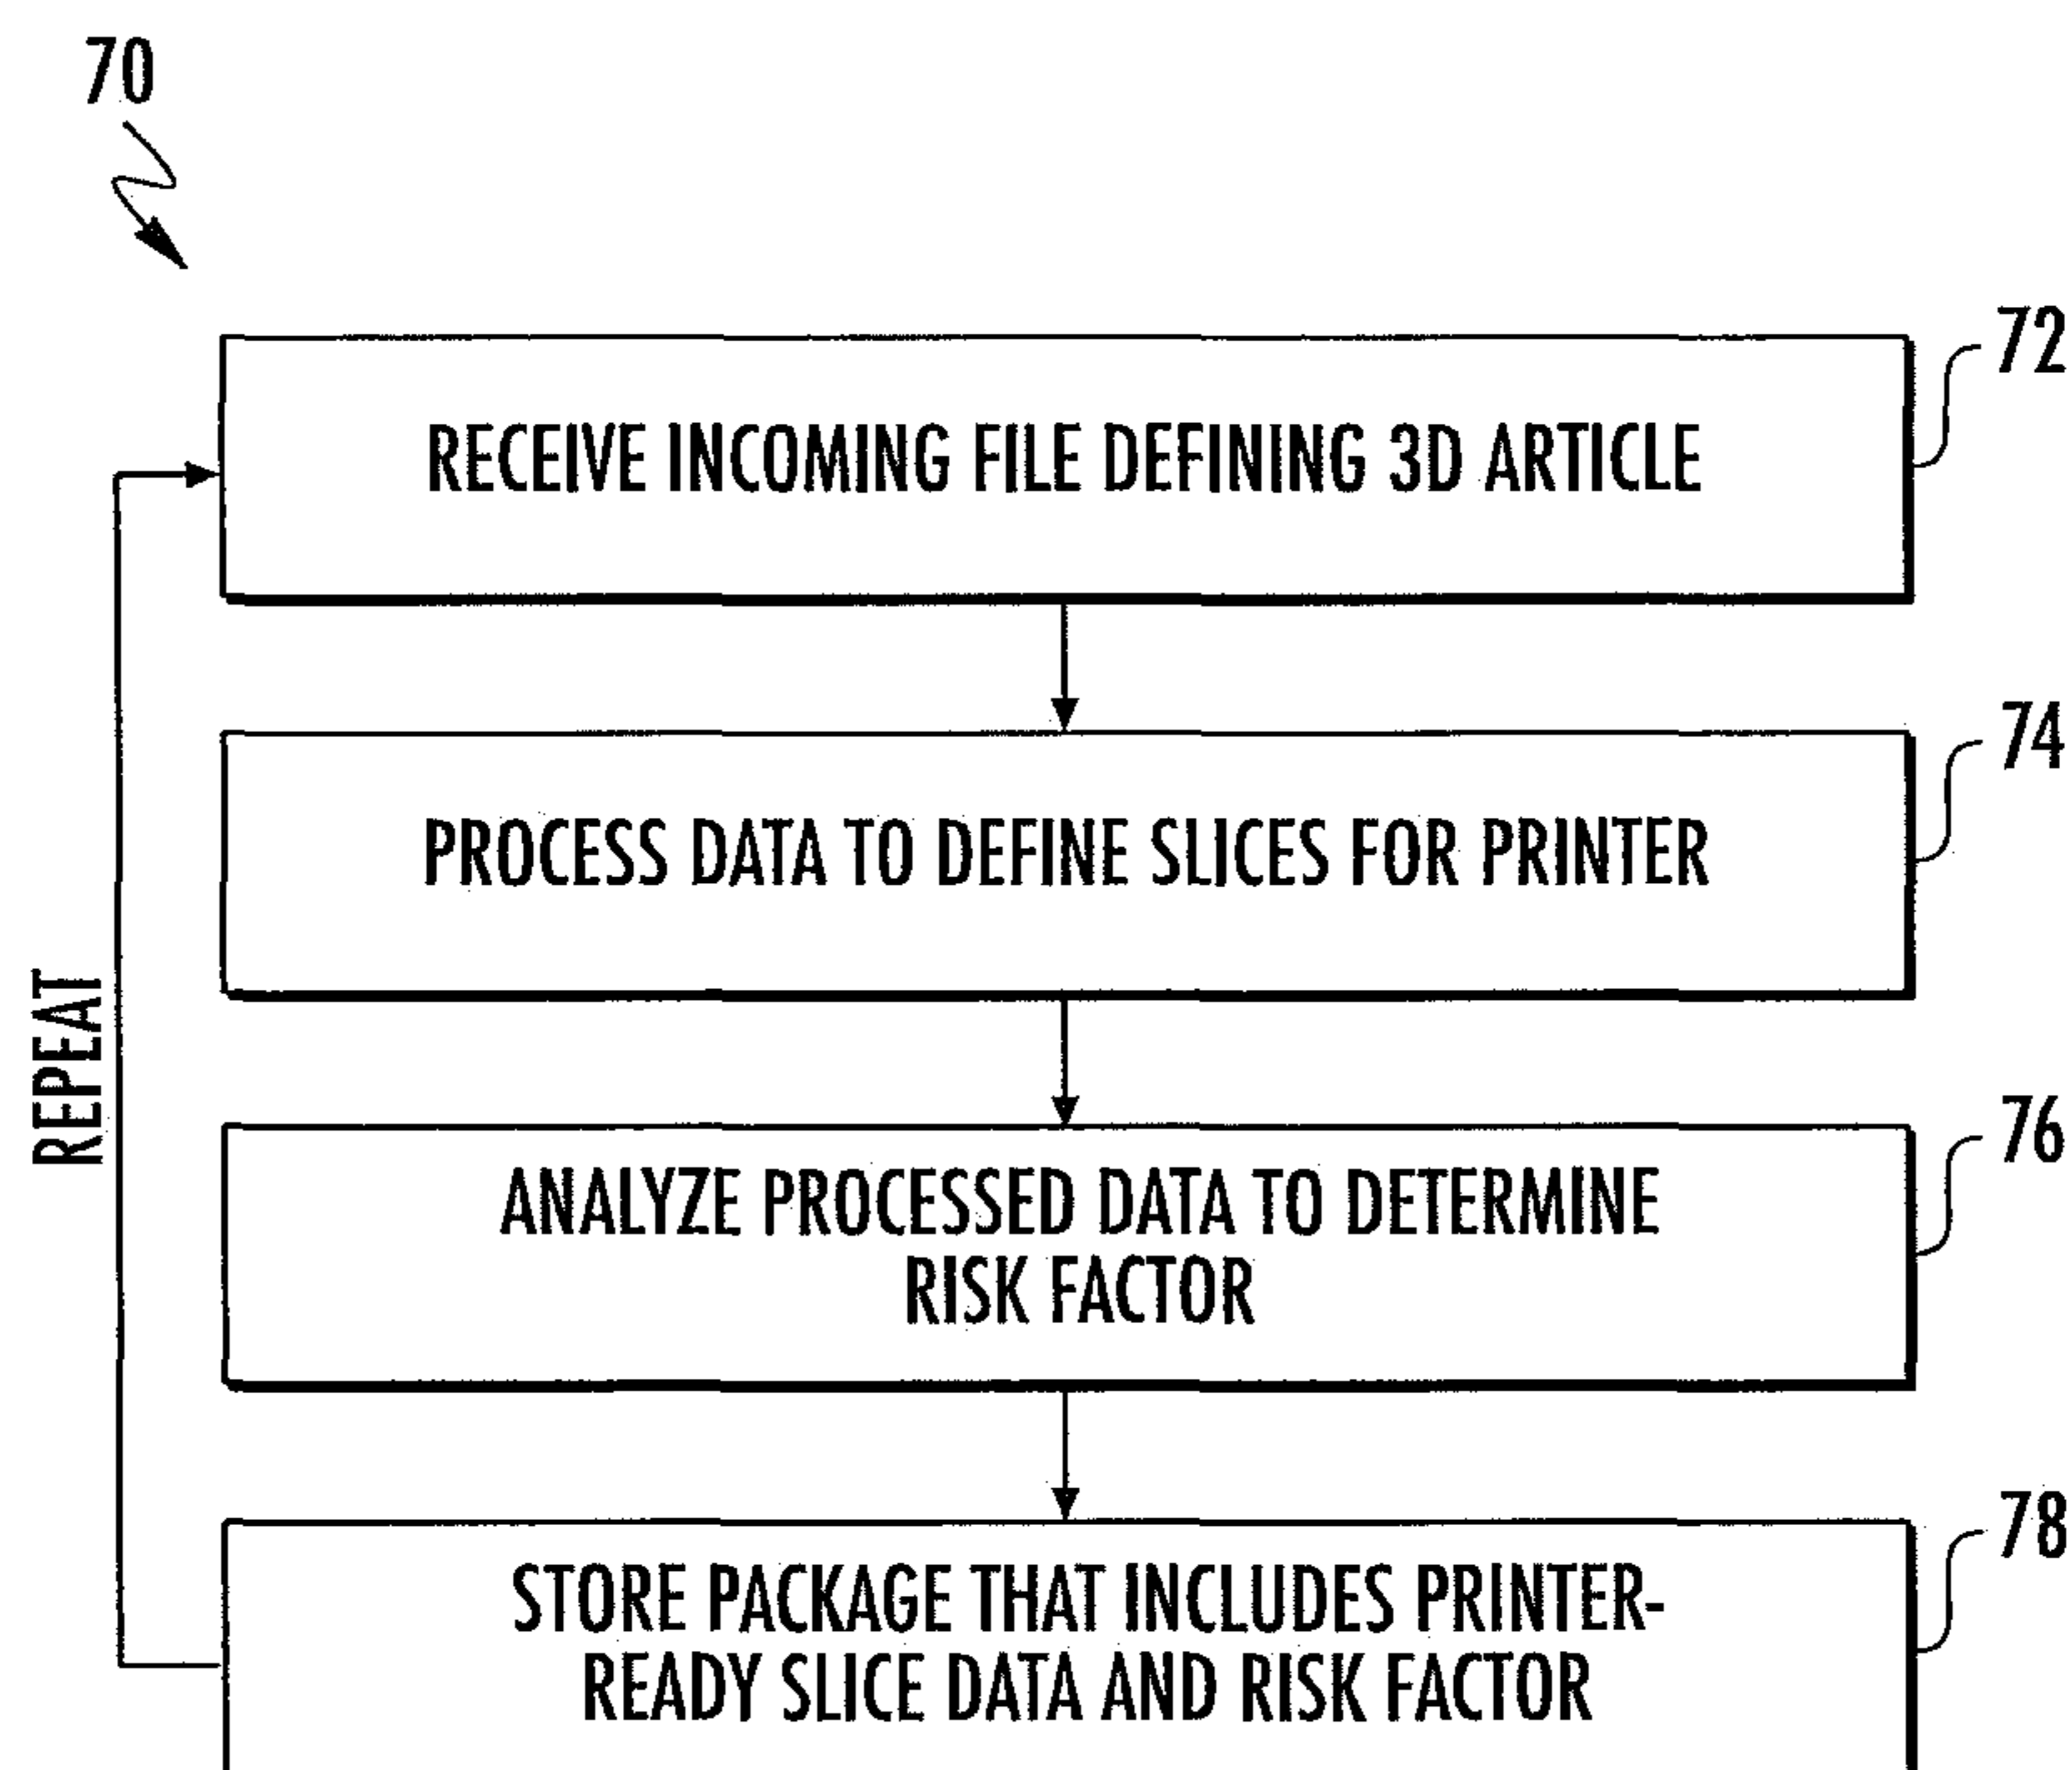 70
72
RECEIVE INCOMING FILE DEFINING 3D ARTICLE
74
PROCESS DATA TO DEFINE SLICES FOR PRINTER
REPEAT
76
ANALYZE PROCESSED DATA TO DETERMINE
RISK FACTOR
78
STORE PACKAGE THAT INCLUDES PRINTER-
READY SLICE DATA AND RISK FACTOR